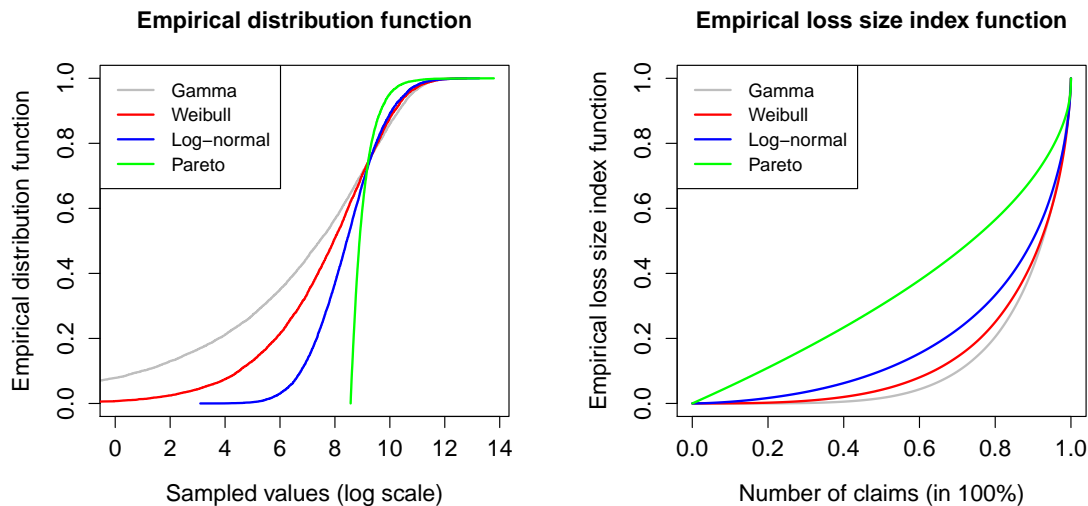 Empirical distribution function
Empirical distribution function
0.0 0.2 0.4 0.6 0.8 1.0
Gamma
Weibull
Log−normal
Pareto
0 2 4 6 8 10 12 14
Sampled values (log scale)
Empirical loss size index function
Empirical loss size index function
0.0 0.2 0.4 0.6 0.8 1.0
Gamma
Weibull
Log−normal
Pareto
0.0 0.2 0.4 0.6 0.8 1.0
Number of claims (in 100%)